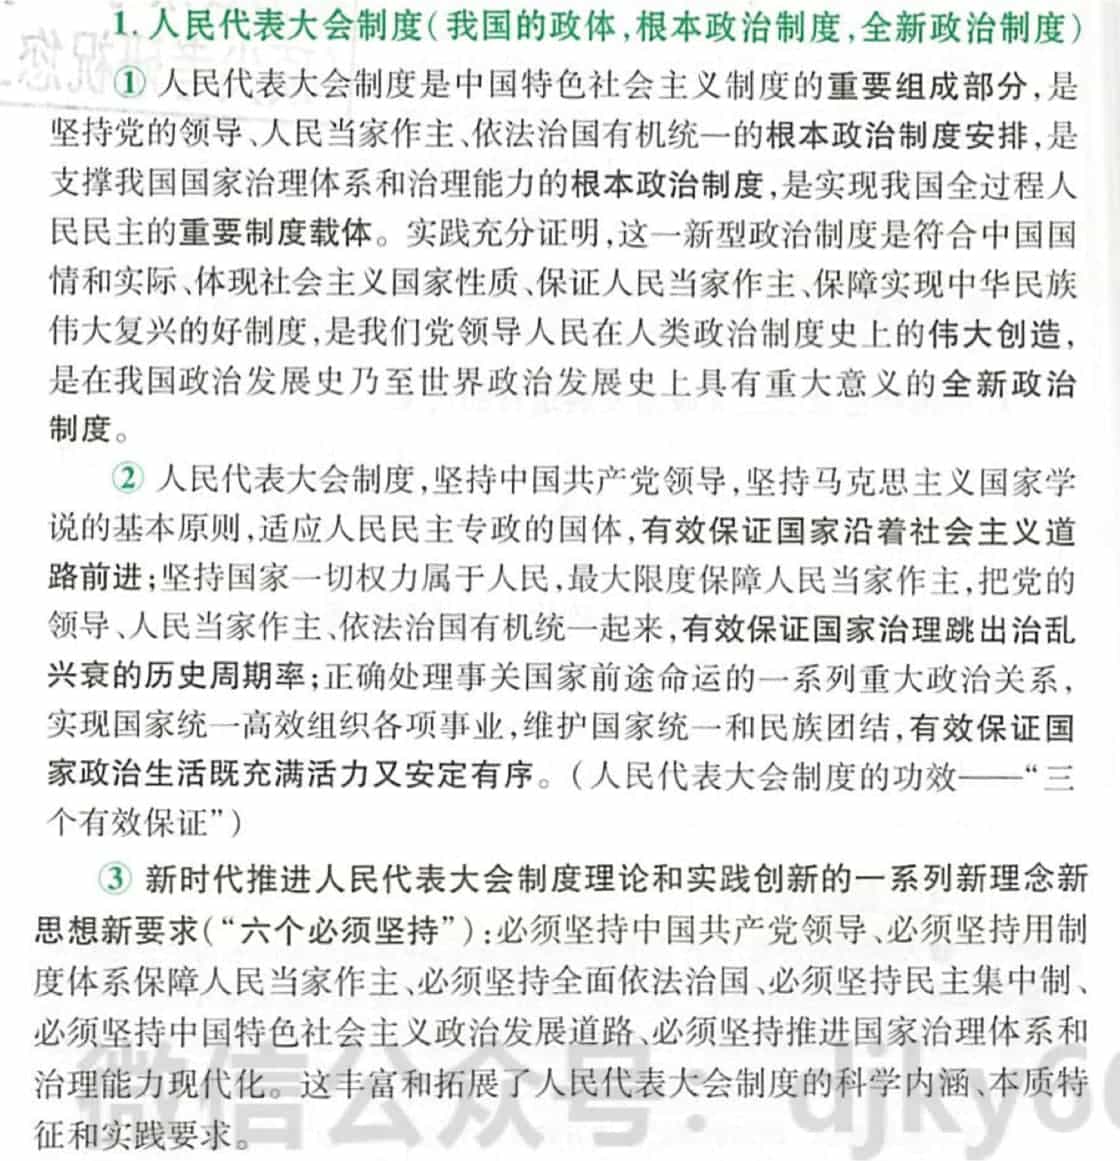 1. 人民代表大会制度(我国的政体,根本政治制度,全新政治制度)
① 人民代表大会制度是中国特色社会主义制度的重要组成部分,是
坚持党的领导、人民当家作主、依法治国有机统一的根本政治制度安排,是
支撑我国国家治理体系和治理能力的根本政治制度,是实现我国全过程人
民民主的重要制度载体。实践充分证明,这一新型政治制度是符合中国国
情和实际、体现社会主义国家性质、保证人民当家作主、保障实现中华民族
伟大复兴的好制度,是我们党领导人民在人类政治制度史上的伟大创造,
是在我国政治发展史乃至世界政治发展史上具有重大意义的全新政治
制度。
② 人民代表大会制度,坚持中国共产党领导,坚持马克思主义国家学
说的基本原则,适应人民民主专政的国体,有效保证国家沿着社会主义道
路前进;坚持国家一切权力属于人民,最大限度保障人民当家作主,把党的
领导、人民当家作主、依法治国有机统一起来,有效保证国家治理跳出治乱
兴衰的历史周期率;正确处理事关国家前途命运的一系列重大政治关系,
实现国家统一高效组织各项事业,维护国家统一和民族团结,有效保证国
家政治生活既充满活力又安定有序。(人民代表大会制度的功效——“三
个有效保证”)
③ 新时代推进人民代表大会制度理论和实践创新的一系列新理念新
思想新要求(“六个必须坚持”):必须坚持中国共产党领导、必须坚持用制
度体系保障人民当家作主、必须坚持全面依法治国、必须坚持民主集中制、
必须坚持中国特色社会主义政治发展道路、必须坚持推进国家治理体系和
治理能力现代化。这丰富和拓展了人民代表大会制度的科学内涵、本质特
征和实践要求。
微信公众号: djky6